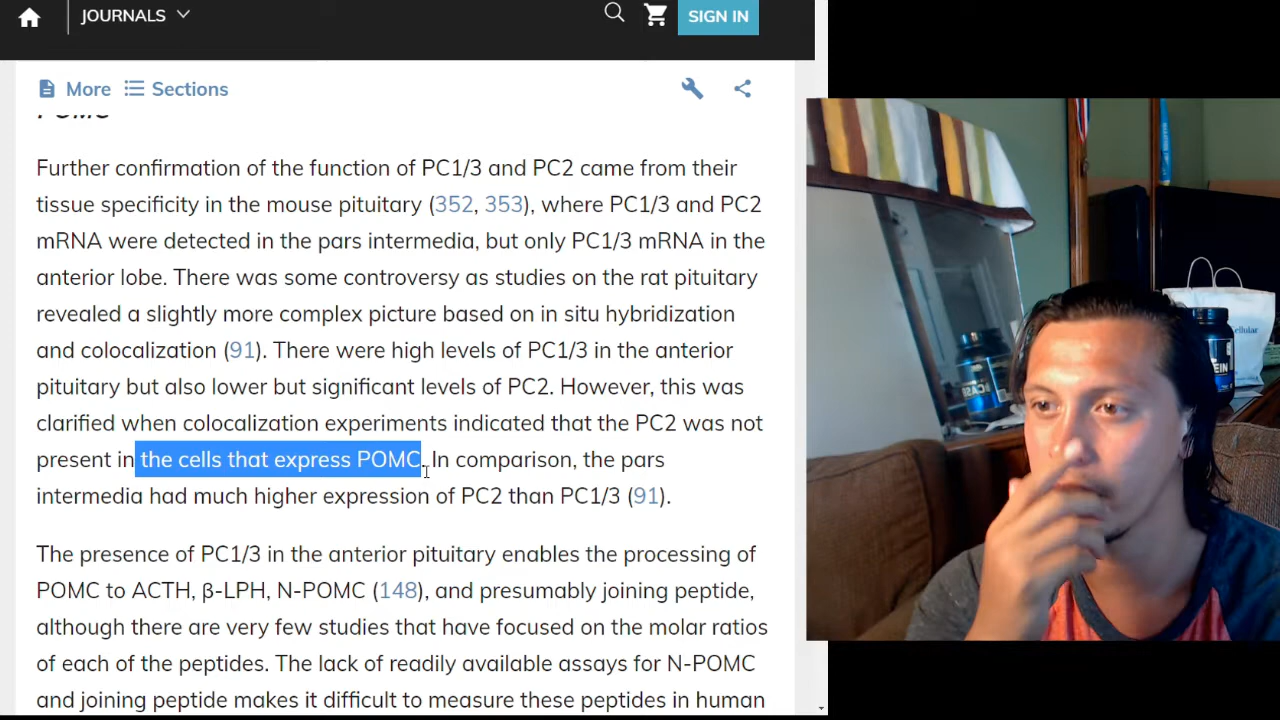 JOURNALS
SIGN IN
More
Sections
POMC
Further confirmation of the function of PC1/3 and PC2 came from their
tissue specificity in the mouse pituitary (352, 353), where PC1/3 and PC2
mRNA were detected in the pars intermedia, but only PC1/3 mRNA in the
anterior lobe. There was some controversy as studies on the rat pituitary
revealed a slightly more complex picture based on in situ hybridization
and colocalization (91). There were high levels of PC1/3 in the anterior
pituitary but also lower but significant levels of PC2. However, this was
clarified when colocalization experiments indicated that the PC2 was not
present in the cells that express POMC. In comparison, the pars
intermedia had much higher expression of PC2 than PC1/3 (91).
The presence of PC1/3 in the anterior pituitary enables the processing of
POMC to ACTH, β-LPH, N-POMC (148), and presumably joining peptide,
although there are very few studies that have focused on the molar ratios
of each of the peptides. The lack of readily available assays for N-POMC
and joining peptide makes it difficult to measure these peptides in human
Cellular